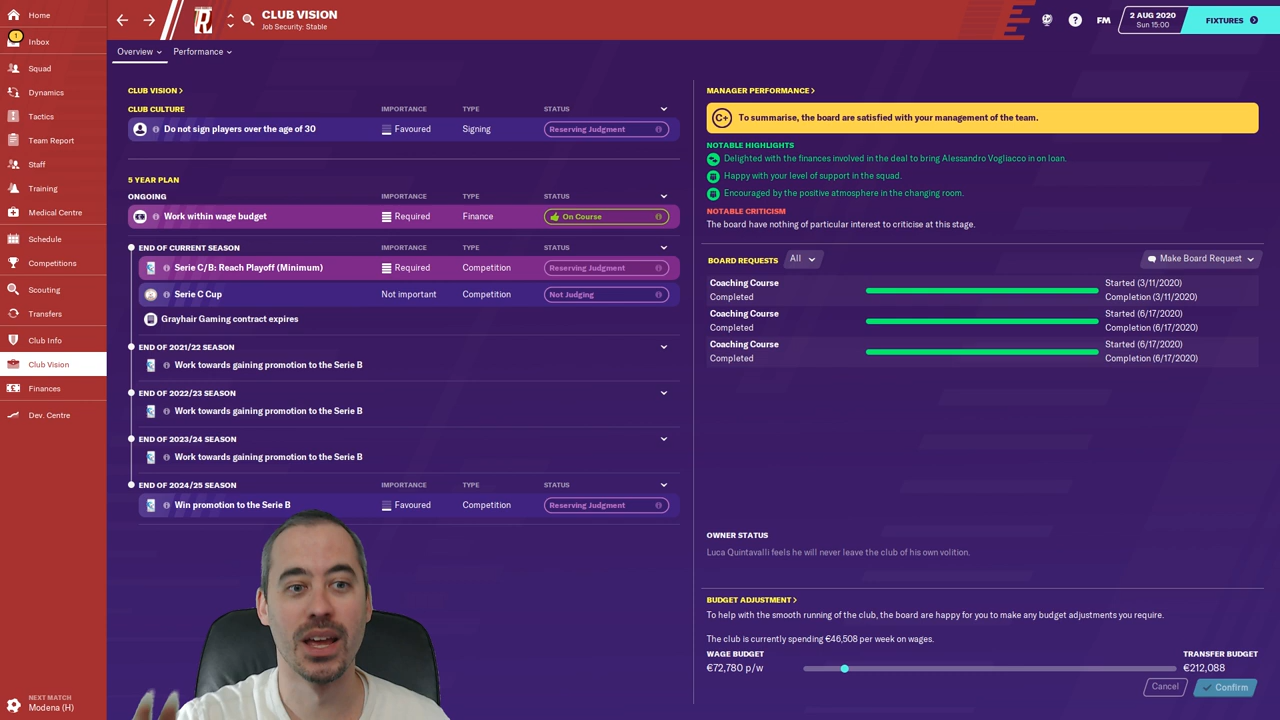 Home
Inbox
1
Squad
Dynamics
Tactics
Team Report
Staff
Training
Medical Centre
Schedule
Competitions
Scouting
Transfers
Club Info
Club Vision
Finances
Dev. Centre
NEXT MATCH
Modena (H)
CLUB VISION
Job Security: Stable
FM
2 AUG 2020
Sun 15:00
FIXTURES
Overview
Performance
CLUB VISION >
CLUB CULTURE IMPORTANCE TYPE STATUS
Do not sign players over the age of 30 Favoured Signing Reserving Judgment
5 YEAR PLAN
ONGOING IMPORTANCE TYPE STATUS
Work within wage budget Required Finance On Course
END OF CURRENT SEASON IMPORTANCE TYPE STATUS
Serie C/B: Reach Playoff (Minimum) Required Competition Reserving Judgment
Serie C Cup Not important Competition Not Judging
Grayhair Gaming contract expires
END OF 2021/22 SEASON
Work towards gaining promotion to the Serie B
END OF 2022/23 SEASON
Work towards gaining promotion to the Serie B
END OF 2023/24 SEASON
Work towards gaining promotion to the Serie B
END OF 2024/25 SEASON IMPORTANCE TYPE STATUS
Win promotion to the Serie B Favoured Competition Reserving Judgment
MANAGER PERFORMANCE >
C+ To summarise, the board are satisfied with your management of the team.
NOTABLE HIGHLIGHTS
Delighted with the finances involved in the deal to bring Alessandro Vogliacco in on loan.
Happy with your level of support in the squad.
Encouraged by the positive atmosphere in the changing room.
NOTABLE CRITICISM
The board have nothing of particular interest to criticise at this stage.
BOARD REQUESTS All Make Board Request
Coaching Course Started (3/11/2020)
Completed Completion (3/11/2020)
Coaching Course Started (6/17/2020)
Completed Completion (6/17/2020)
Coaching Course Started (6/17/2020)
Completed Completion (6/17/2020)
OWNER STATUS
Luca Quintavalli feels he will never leave the club of his own volition.
BUDGET ADJUSTMENT >
To help with the smooth running of the club, the board are happy for you to make any budget adjustments you require.
The club is currently spending €46,508 per week on wages.
WAGE BUDGET TRANSFER BUDGET
€72,780 p/w €212,088
Cancel Confirm